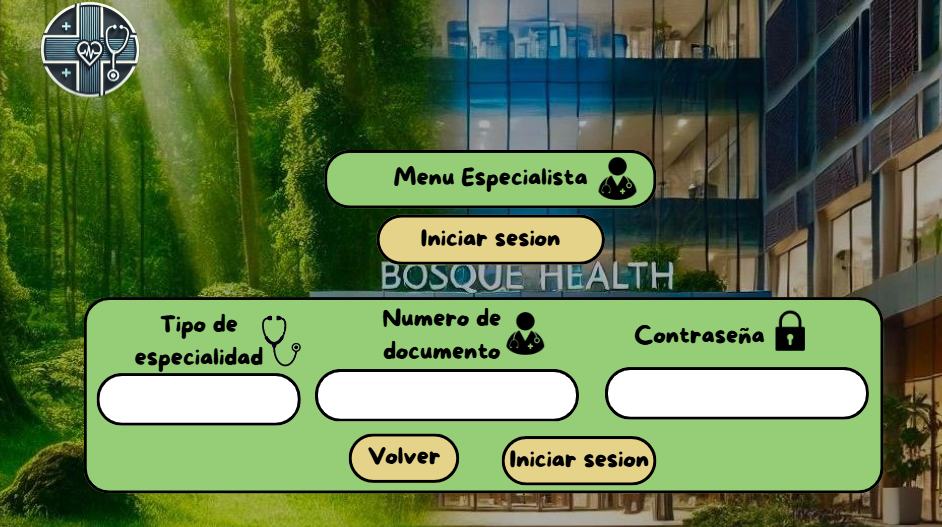 Menu Especialista
Iniciar sesion
BOSQUE HEALTH
Tipo de
especialidad
Numero de
documento
Contraseña
Volver
Iniciar sesion